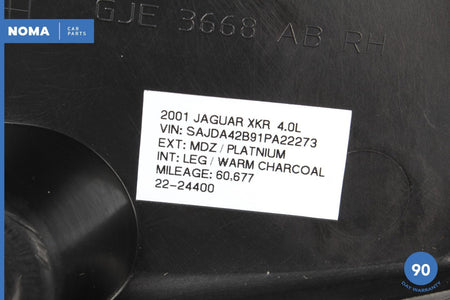 NOMA CAR PARTS
GJE 3668 AB RH
2001 JAGUAR XKR 4.0L
VIN: SAJDA42B91PA22273
EXT: MDZ / PLATNIUM
INT: LEG / WARM CHARCOAL
MILEAGE: 60,677
22-24400
90
DAY WARRANTY